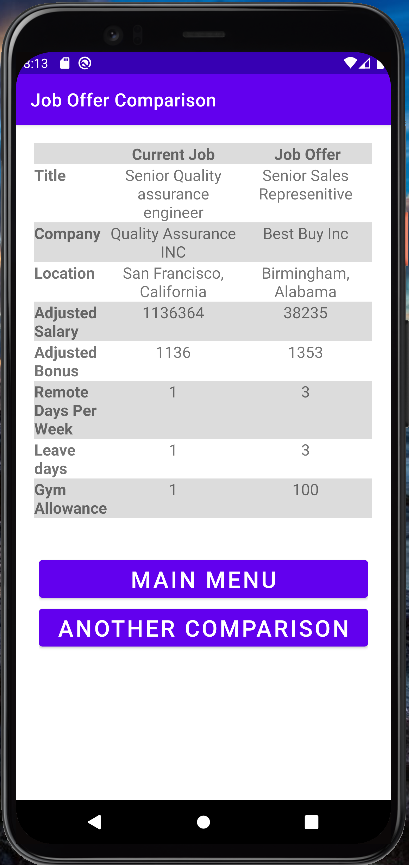 8:13
Job Offer Comparison
Current Job Job Offer
Title Senior Quality Senior Sales
assurance Represenitive
engineer
Company Quality Assurance Best Buy Inc
INC
Location San Francisco, Birmingham,
California Alabama
Adjusted 1136364 38235
Salary
Adjusted 1136 1353
Bonus
Remote 1 3
Days Per
Week
Leave 1 3
days
Gym 1 100
Allowance
MAIN MENU
ANOTHER COMPARISON